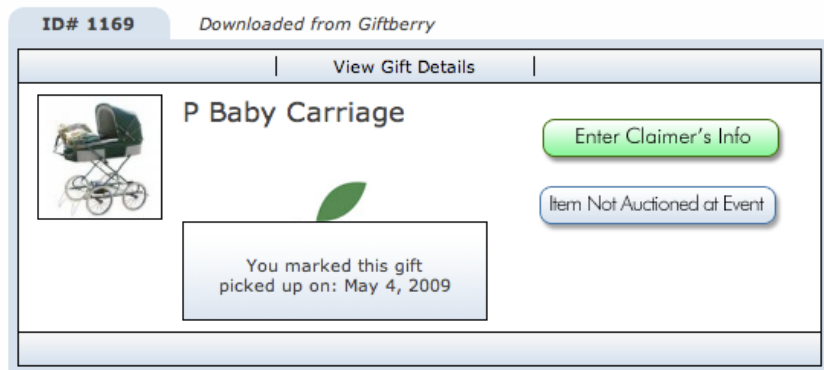 ID# 1169
Downloaded from Giftberry
View Gift Details
P Baby Carriage
Enter Claimer's Info
Item Not Auctioned at Event
You marked this gift
picked up on: May 4, 2009